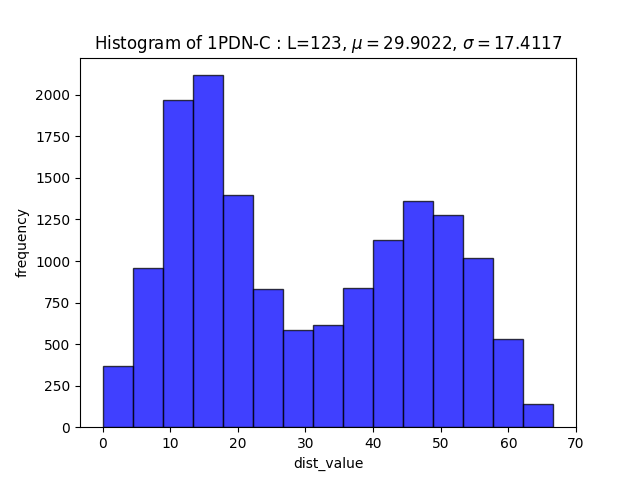 Histogram of 1PDN-C : L=123, μ = 29.9022, σ = 17.4117
2000
1750
1500
1250
1000
750
500
250
0
frequency
0 10 20 30 40 50 60 70
dist_value